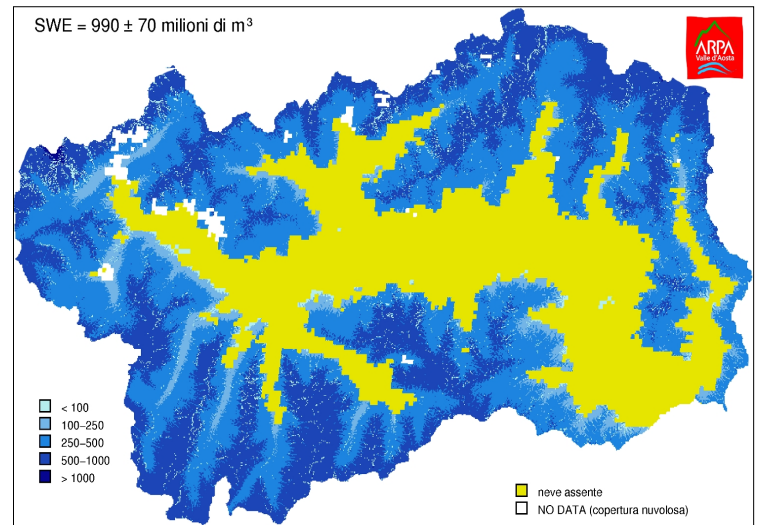 SWE = 990 ± 70 milioni di m³
ARPA
Valle d'Aosta
< 100
100–250
250–500
500–1000
> 1000
neve assente
NO DATA (copertura nuvolosa)